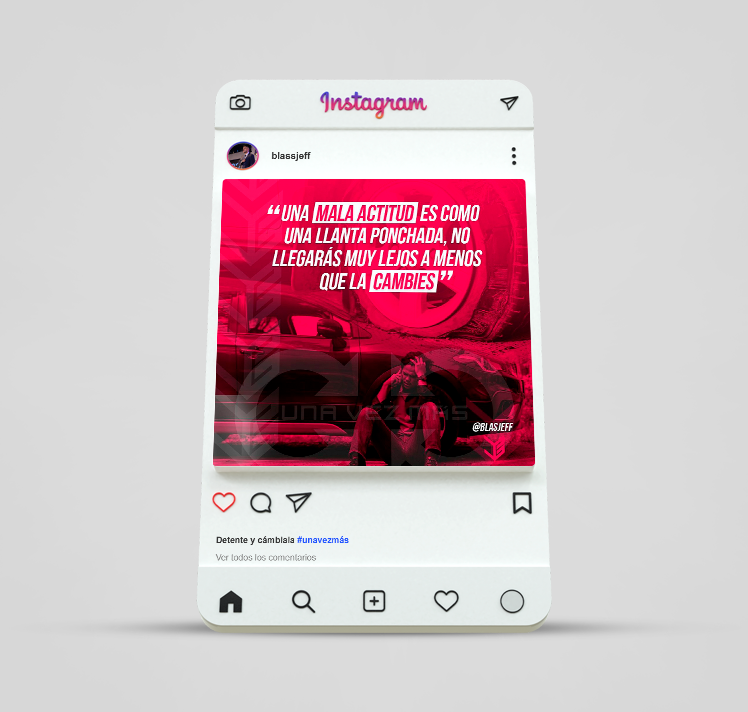 Instagram
blassjeff
“UNA MALA ACTITUD ES COMO
UNA LLANTA PONCHADA, NO
LLEGARÁS MUY LEJOS A MENOS
QUE LA CAMBIES”
UNA VEZ MÁS
@BLASJEFF
Detente y cámbiala #unavezmás
Ver todos los comentarios